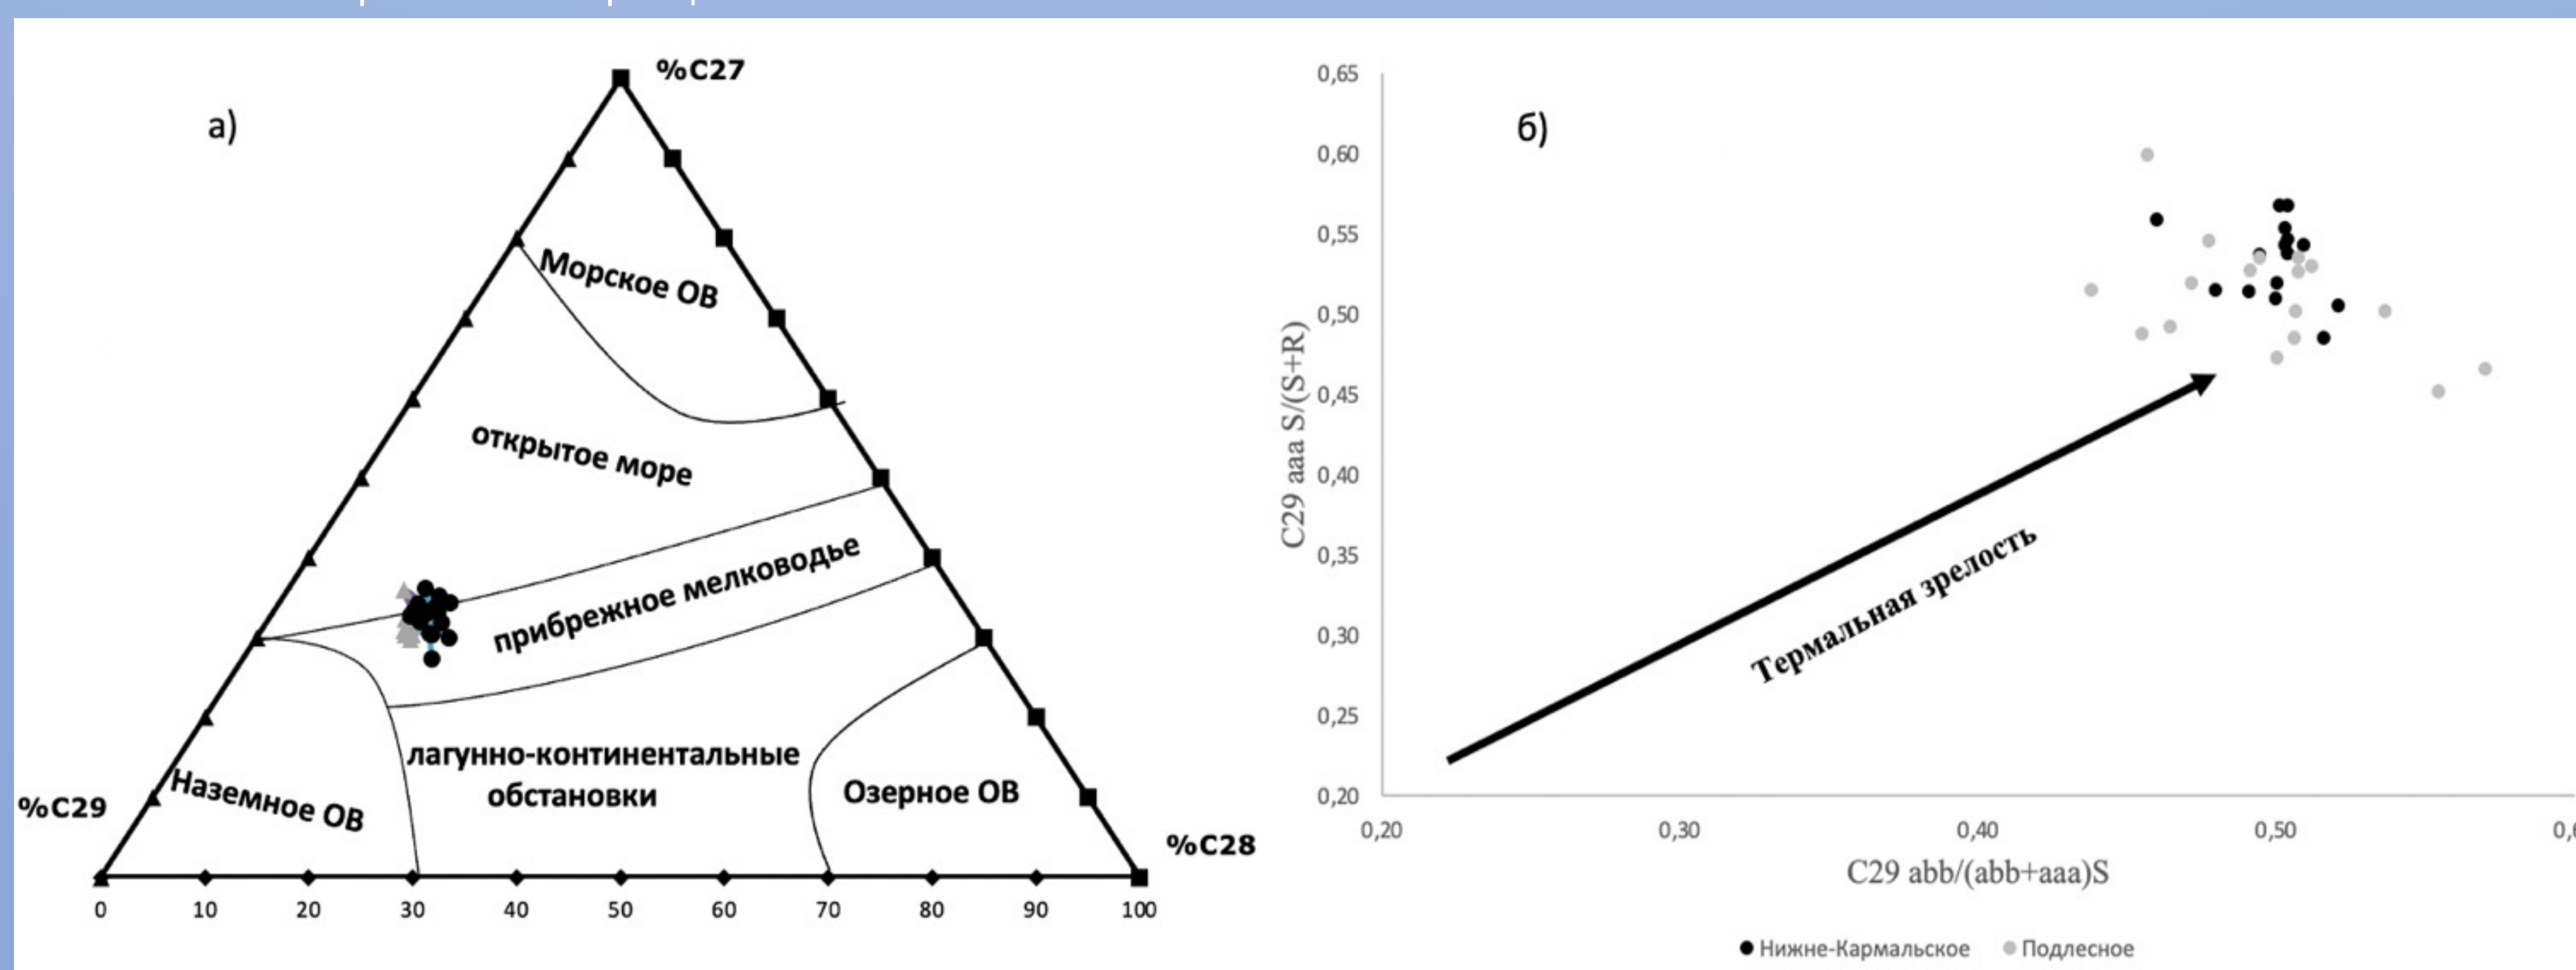 а)
%C27
Морское ОВ
открытое море
прибрежное мелководье
лагунно-континентальные
обстановки
Наземное ОВ
Озерное ОВ
%C29
%C28
0 10 20 30 40 50 60 70 80 90 100
б)
0,65
0,60
0,55
0,50
0,45
0,40
0,35
0,30
0,25
0,20
C29 aaa S/(S+R)
Термальная зрелость
0,20 0,30 0,40 0,50
C29 abb/(abb+aaa)S
Нижне-Кармальское Подлесное